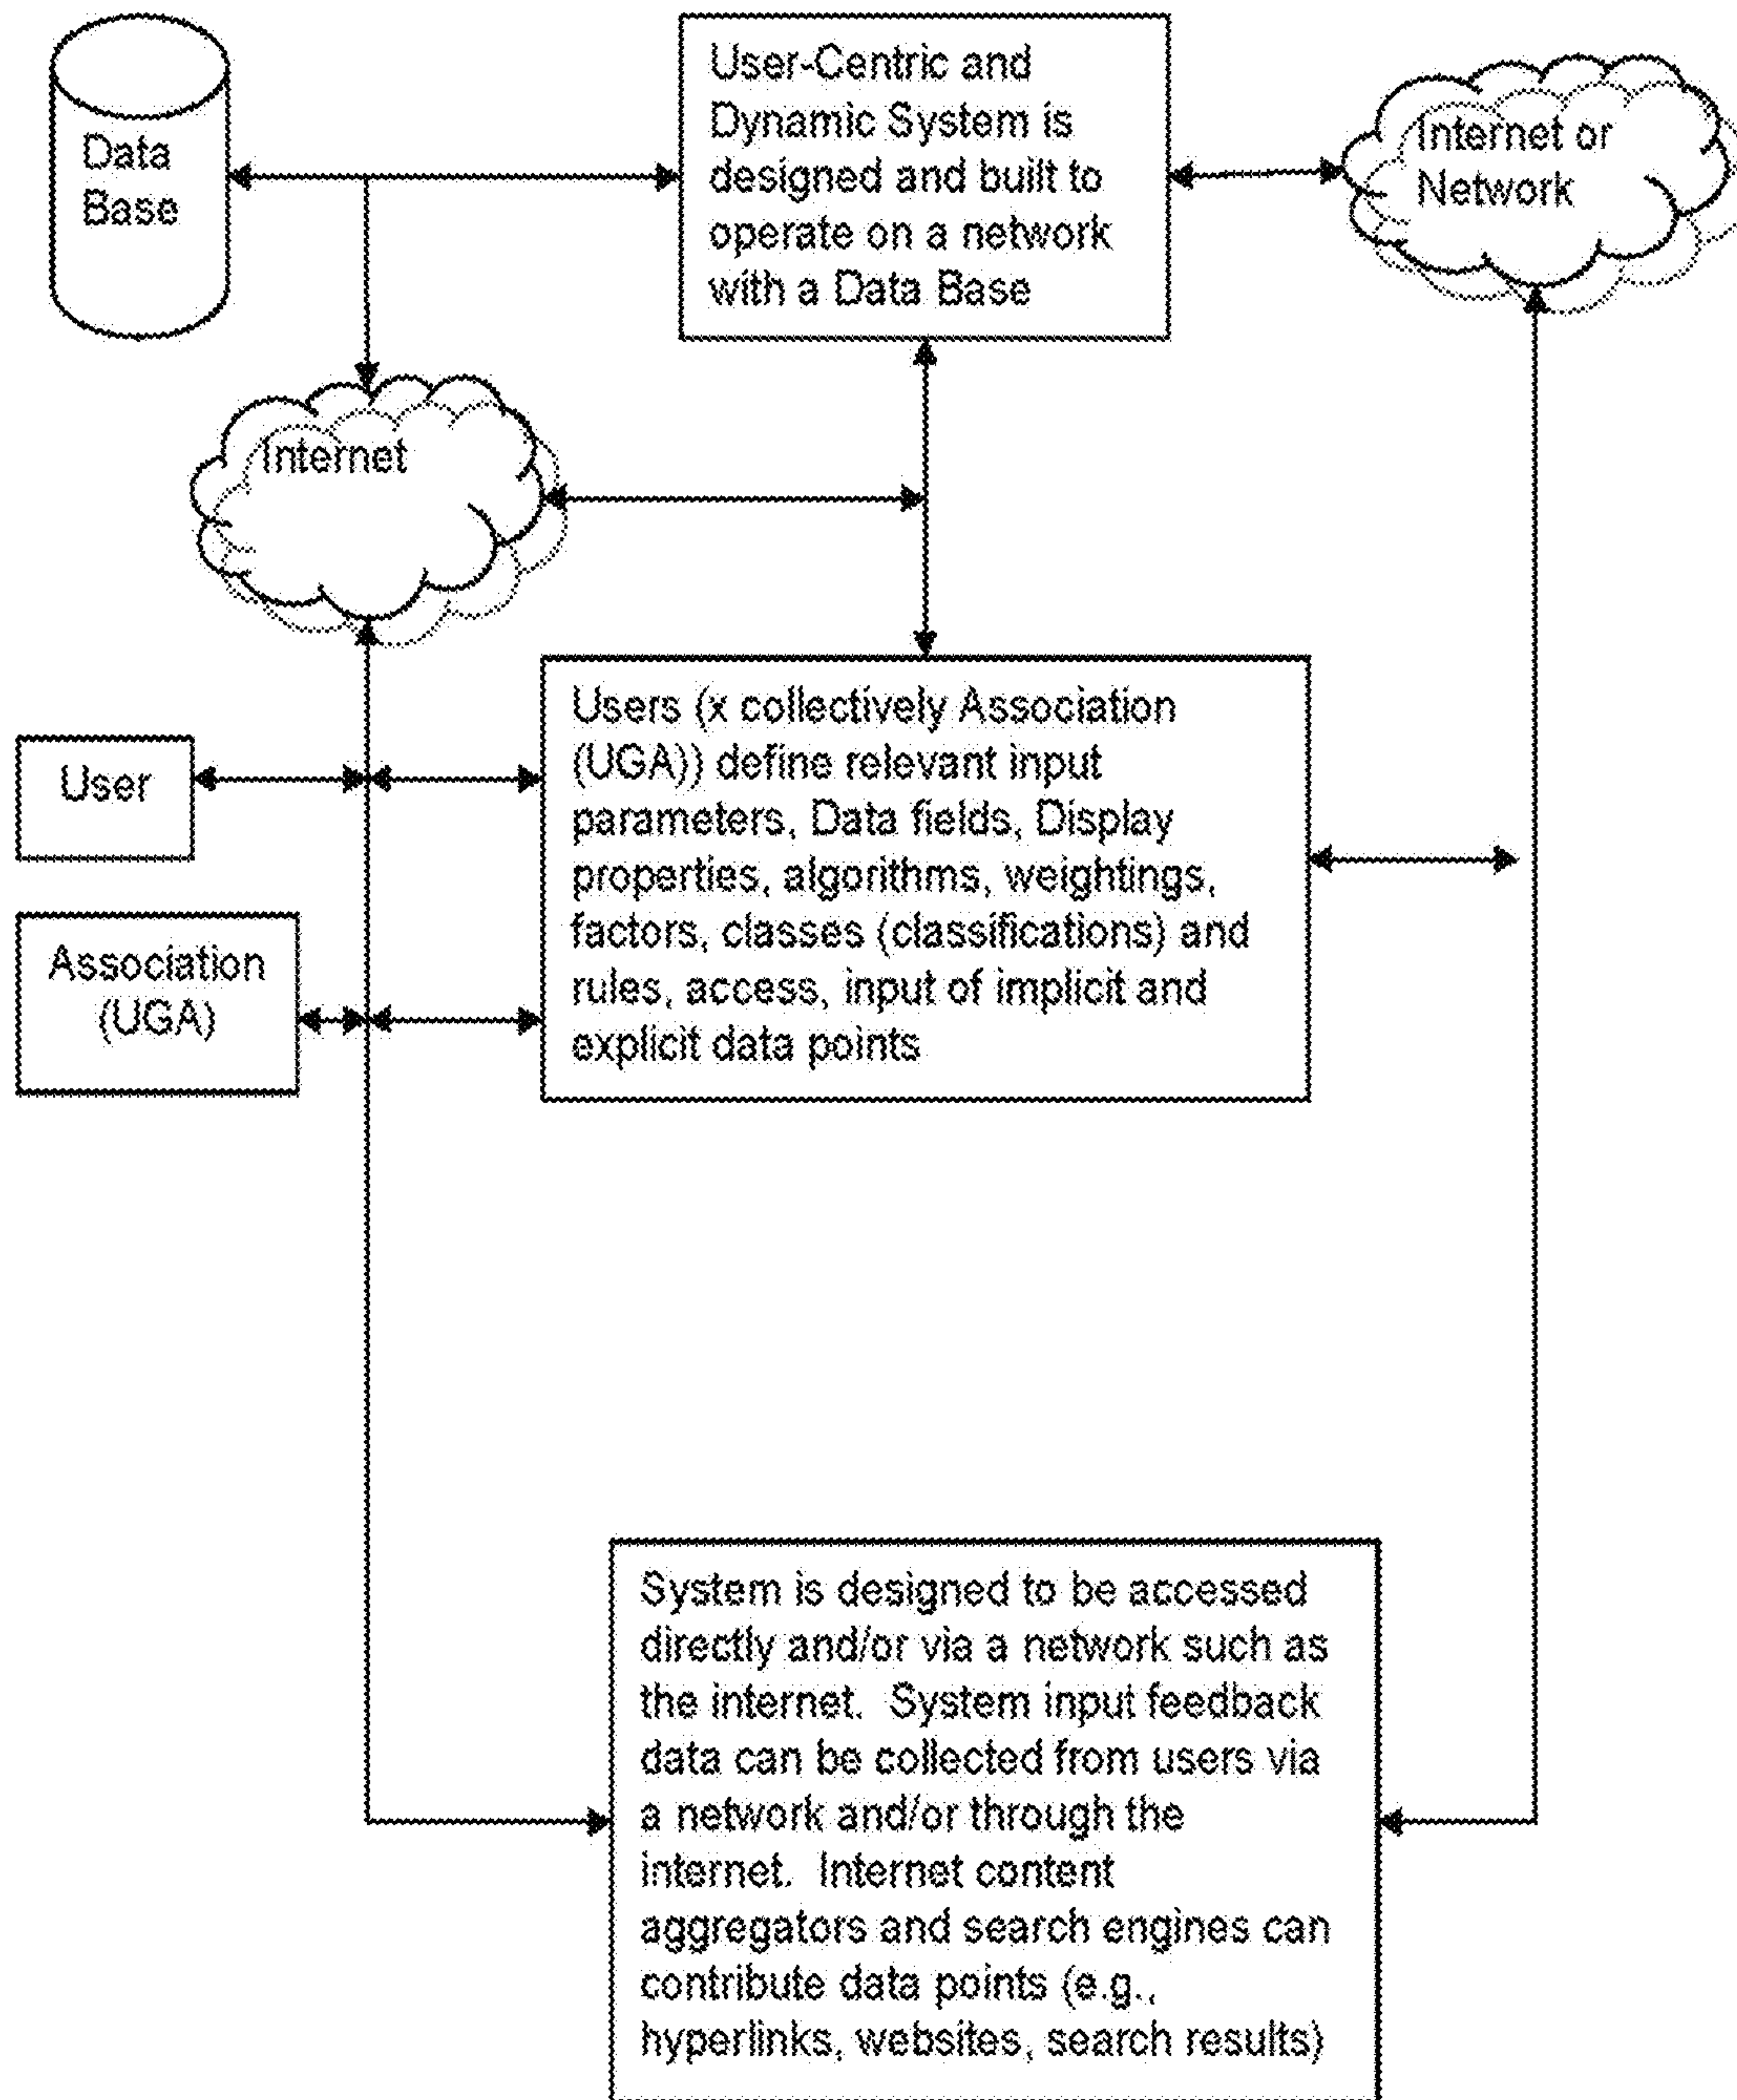 Data
Base
User-Centric and
Dynamic System is
designed and built to
operate on a network
with a Data Base
Internet or
Network
Internet
User
Association
(UGA)
Users (x collectively Association
(UGA)) define relevant input
parameters, Data fields, Display
properties, algorithms, weightings,
factors, classes (classifications) and
rules, access, input of implicit and
explicit data points
System is designed to be accessed
directly and/or via a network such as
the internet.  System input feedback
data can be collected from users via
a network and/or through the
internet.  Internet content
aggregators and search engines can
contribute data points (e.g.,
hyperlinks, websites, search results)